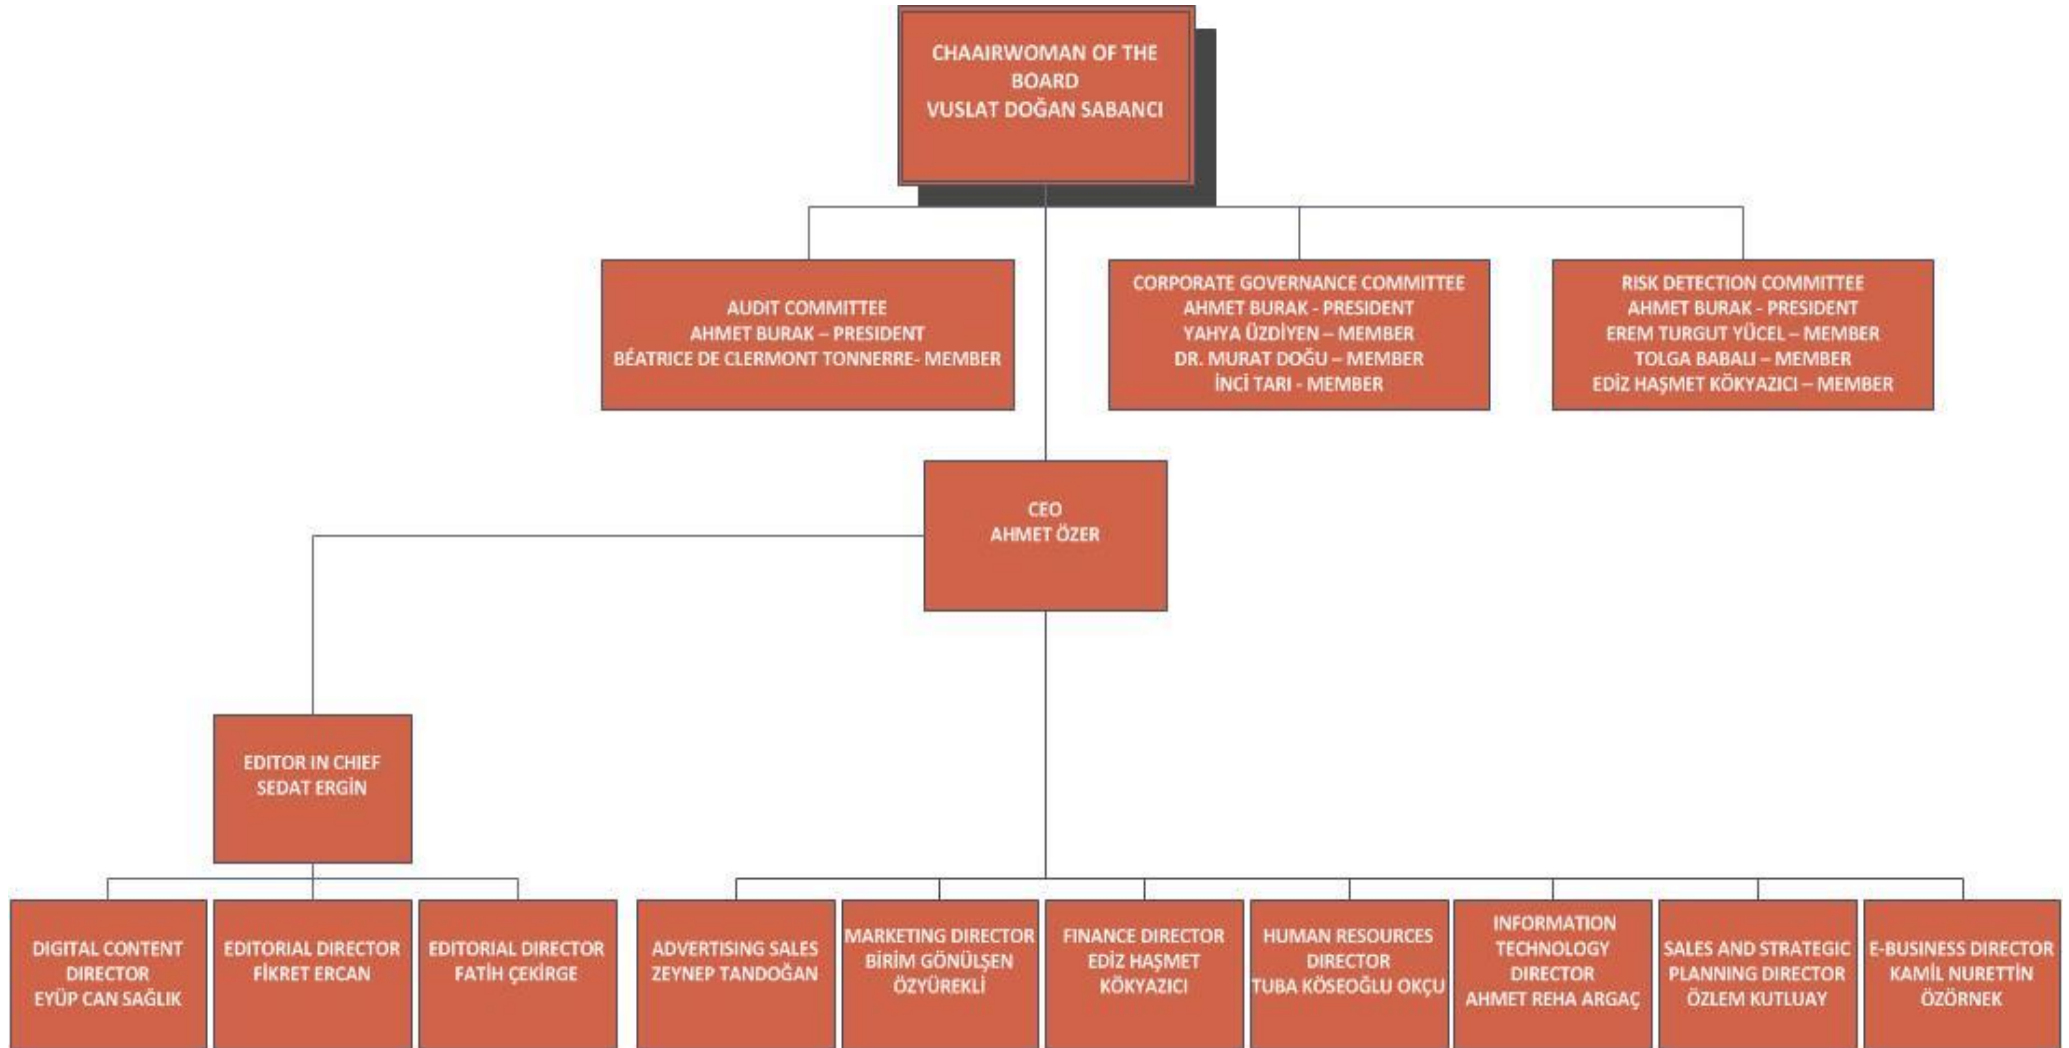 CHAAIRWOMAN OF THE
BOARD
VUSLAT DOĞAN SABANCI
AUDIT COMMITTEE
AHMET BURAK – PRESIDENT
BÉATRICE DE CLERMONT TONNERRE- MEMBER
CORPORATE GOVERNANCE COMMITTEE
AHMET BURAK - PRESIDENT
YAHYA ÜZDİYEN – MEMBER
DR. MURAT DOĞU – MEMBER
İNCİ TARI - MEMBER
RISK DETECTION COMMITTEE
AHMET BURAK - PRESIDENT
EREM TURGUT YÜCEL – MEMBER
TOLGA BABALI – MEMBER
EDİZ HAŞMET KÖKYAZICI – MEMBER
CEO
AHMET ÖZER
EDITOR IN CHIEF
SEDAT ERGİN
DIGITAL CONTENT
DIRECTOR
EYÜP CAN SAĞLIK
EDITORIAL DIRECTOR
FİKRET ERCAN
EDITORIAL DIRECTOR
FATİH ÇEKİRGE
ADVERTISING SALES
ZEYNEP TANDOĞAN
MARKETING DIRECTOR
BİRİM GÖNÜLŞEN
ÖZYÜREKLİ
FINANCE DIRECTOR
EDİZ HAŞMET
KÖKYAZICI
HUMAN RESOURCES
DIRECTOR
TUBA KÖSEOĞLU OKÇU
INFORMATION
TECHNOLOGY
DIRECTOR
AHMET REHA ARGAÇ
SALES AND STRATEGIC
PLANNING DIRECTOR
ÖZLEM KUTLUAY
E-BUSINESS DIRECTOR
KAMİL NURETTİN
ÖZÖRNEK